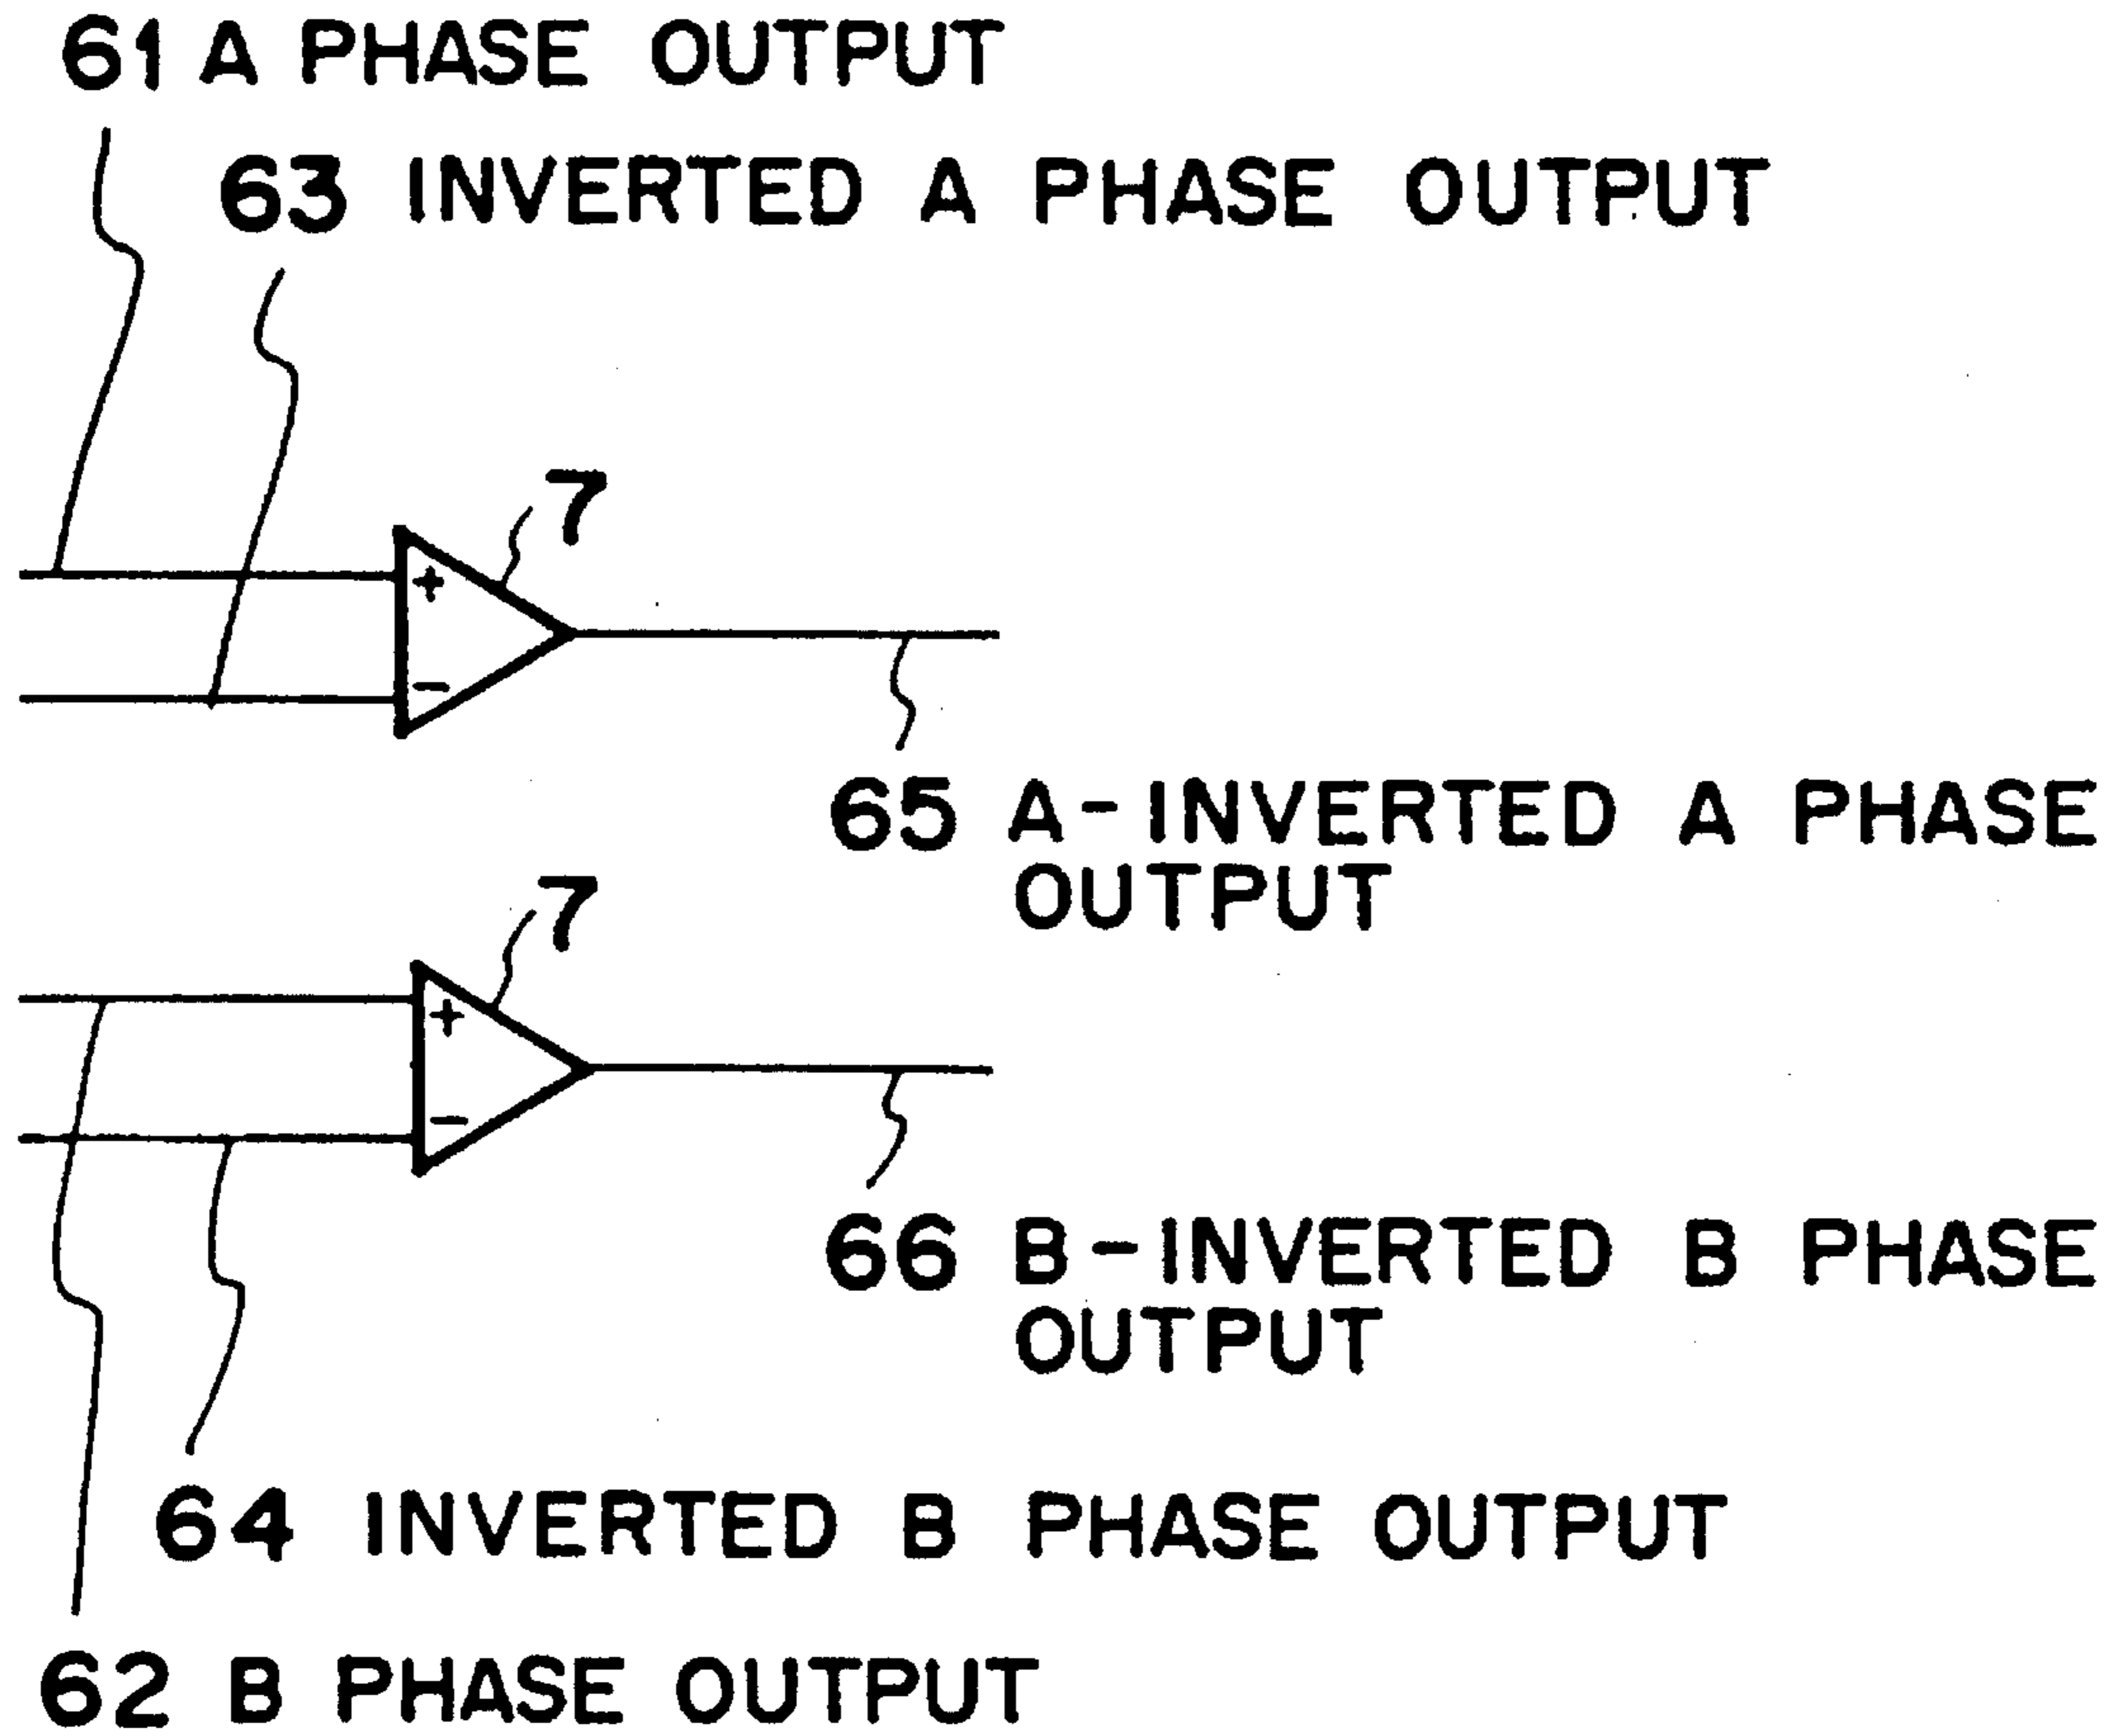 61 A PHASE OUTPUT
63 INVERTED A PHASE OUTPUT
7
+
-
65 A-INVERTED A PHASE
OUTPUT
7
+
-
66 B-INVERTED B PHASE
OUTPUT
64 INVERTED B PHASE OUTPUT
62 B PHASE OUTPUT